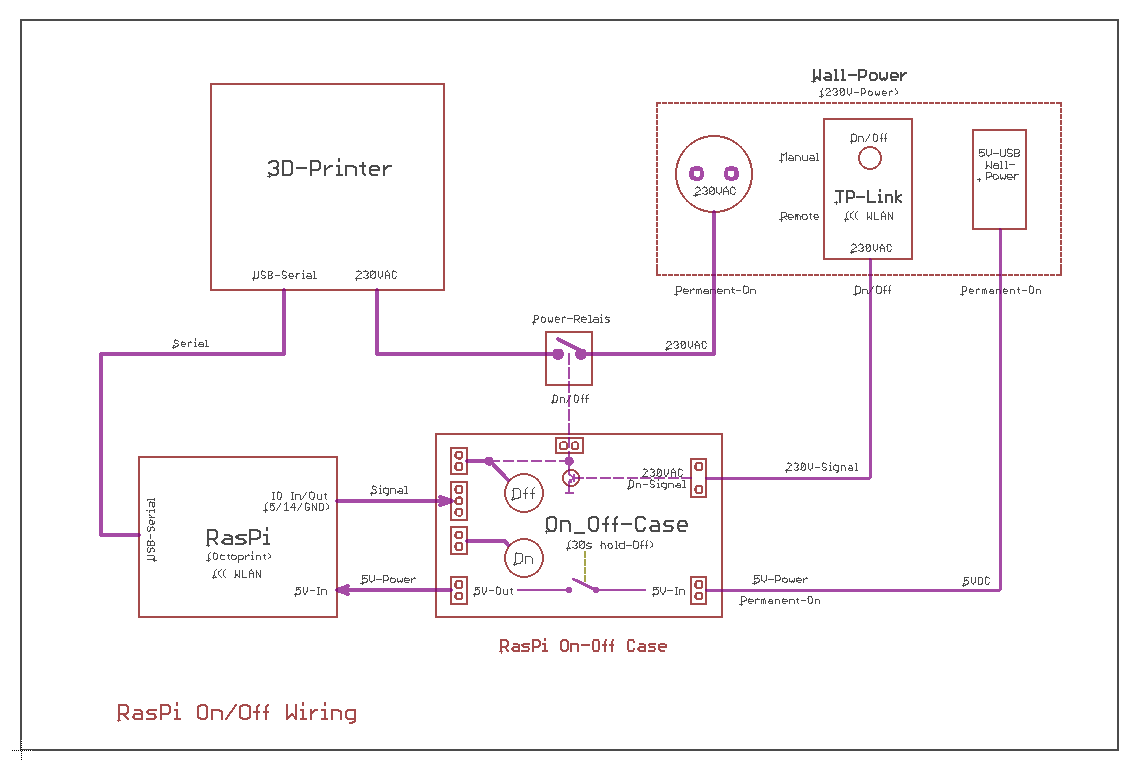 Wall-Power
(230V-Power)
3D-Printer
USB-Serial
230VAC
230VAC
Manual
Remote
On/Off
TP-Link
((( WLAN
230VAC
5V-USB
Wall-
Power
Permanent-On
On/Off
Permanent-On
Serial
Power-Relais
230VAC
On/Off
USB-Serial
IO In/Out
(5/14/GND)
RasPi
(Octoprint)
((( WLAN
5V-In
Signal
5V-Power
Off
On
230VAC
On-Signal
On_Off-Case
(30s hold-Off)
5V-Out
5V-In
230V-Signal
5V-Power
Permanent-On
5VDC
RasPi On-Off Case
RasPi On/Off Wiring